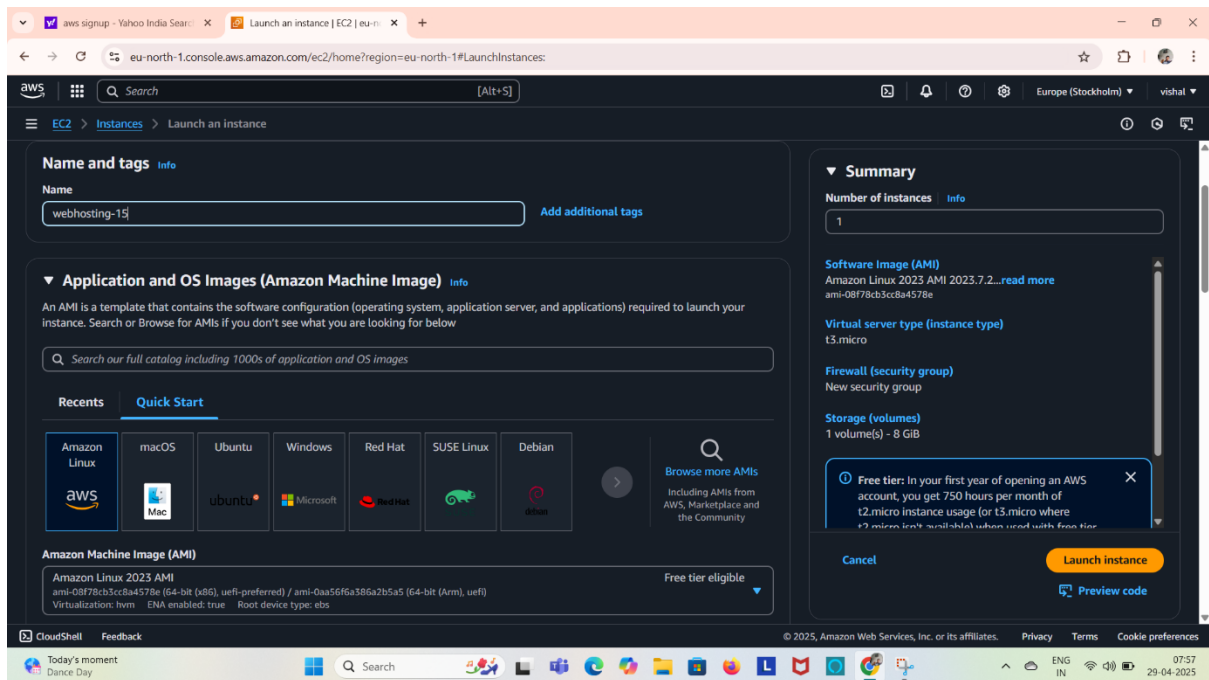 aws signup - Yahoo India Searc
Launch an instance | EC2 | eu-n
eu-north-1.console.aws.amazon.com/ec2/home?region=eu-north-1#LaunchInstances:
aws
Search
[Alt+S]
Europe (Stockholm)
vishal
EC2 > Instances > Launch an instance
Name and tags Info
Name
webhosting-15
Add additional tags
Application and OS Images (Amazon Machine Image) Info
An AMI is a template that contains the software configuration (operating system, application server, and applications) required to launch your
instance. Search or Browse for AMIs if you don't see what you are looking for
below
Search our full catalog including 1000s of application and OS images
Recents
Quick Start
Amazon
Linux
aws
macOS
Mac
Ubuntu
ubuntu
Windows
Microsoft
Red Hat
RedHat
SUSE Linux
Debian
debian
Browse more AMIs
Including AMIs from
AWS, Marketplace and
the Community
Amazon Machine Image (AMI)
Amazon Linux 2023 AMI
Free tier eligible
ami-08f78cb3cc8a4578e (64-bit (x86), uefi-preferred) / ami-0aa56f6a386a2b5a5 (64-bit (Arm), uefi)
Virtualization: hvm ENA enabled: true Root device type: ebs
Summary
Number of instances Info
1
Software Image (AMI)
Amazon Linux 2023 AMI 2023.7.2...read more
ami-08f78cb3cc8a4578e
Virtual server type (instance type)
t3.micro
Firewall (security group)
New security group
Storage (volumes)
1 volume(s) - 8 GiB
Free tier: In your first year of opening an AWS
account, you get 750 hours per month of
t2.micro instance usage (or t3.micro where
t2.micro isn't available) when used with free tier
Cancel
Launch instance
Preview code
CloudShell Feedback
© 2025, Amazon Web Services, Inc. or its affiliates. Privacy Terms Cookie preferences
Today's moment
Dance Day
Search
ENG
IN
07:57
29-04-2025